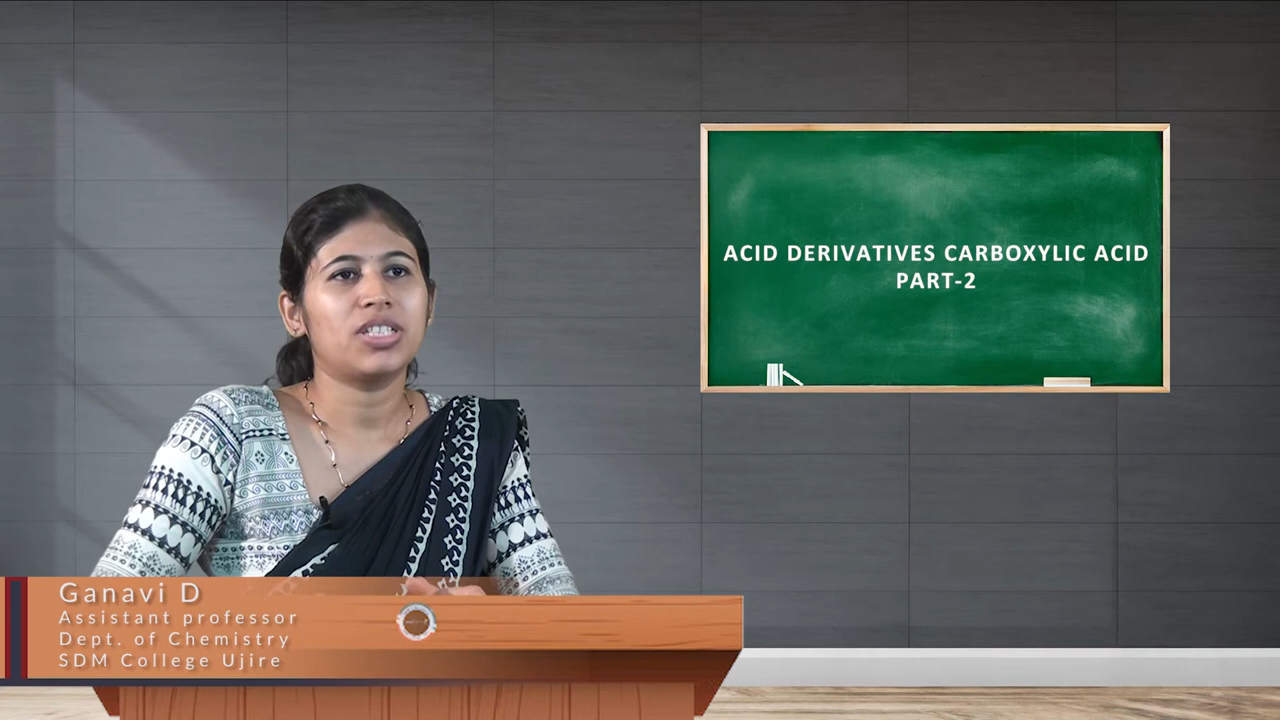 ACID DERIVATIVES CARBOXYLIC ACID
PART-2
Ganavi D
Assistant professor
Dept. of Chemistry
SDM College Ujire